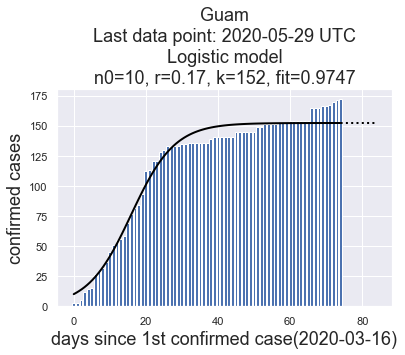 Guam
Last data point: 2020-05-29 UTC
Logistic model
n0=10, r=0.17, k=152, fit=0.9747
175
150
125
100
75
50
25
0
confirmed cases
0 20 40 60 80
days since 1st confirmed case(2020-03-16)